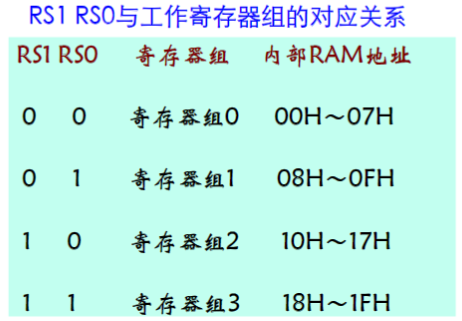 RS1 RS0与工作寄存器组的对应关系
RS1 RS0 寄存器组 内部RAM地址
0 0 寄存器组0 00H～07H
0 1 寄存器组1 08H～0FH
1 0 寄存器组2 10H～17H
1 1 寄存器组3 18H～1FH